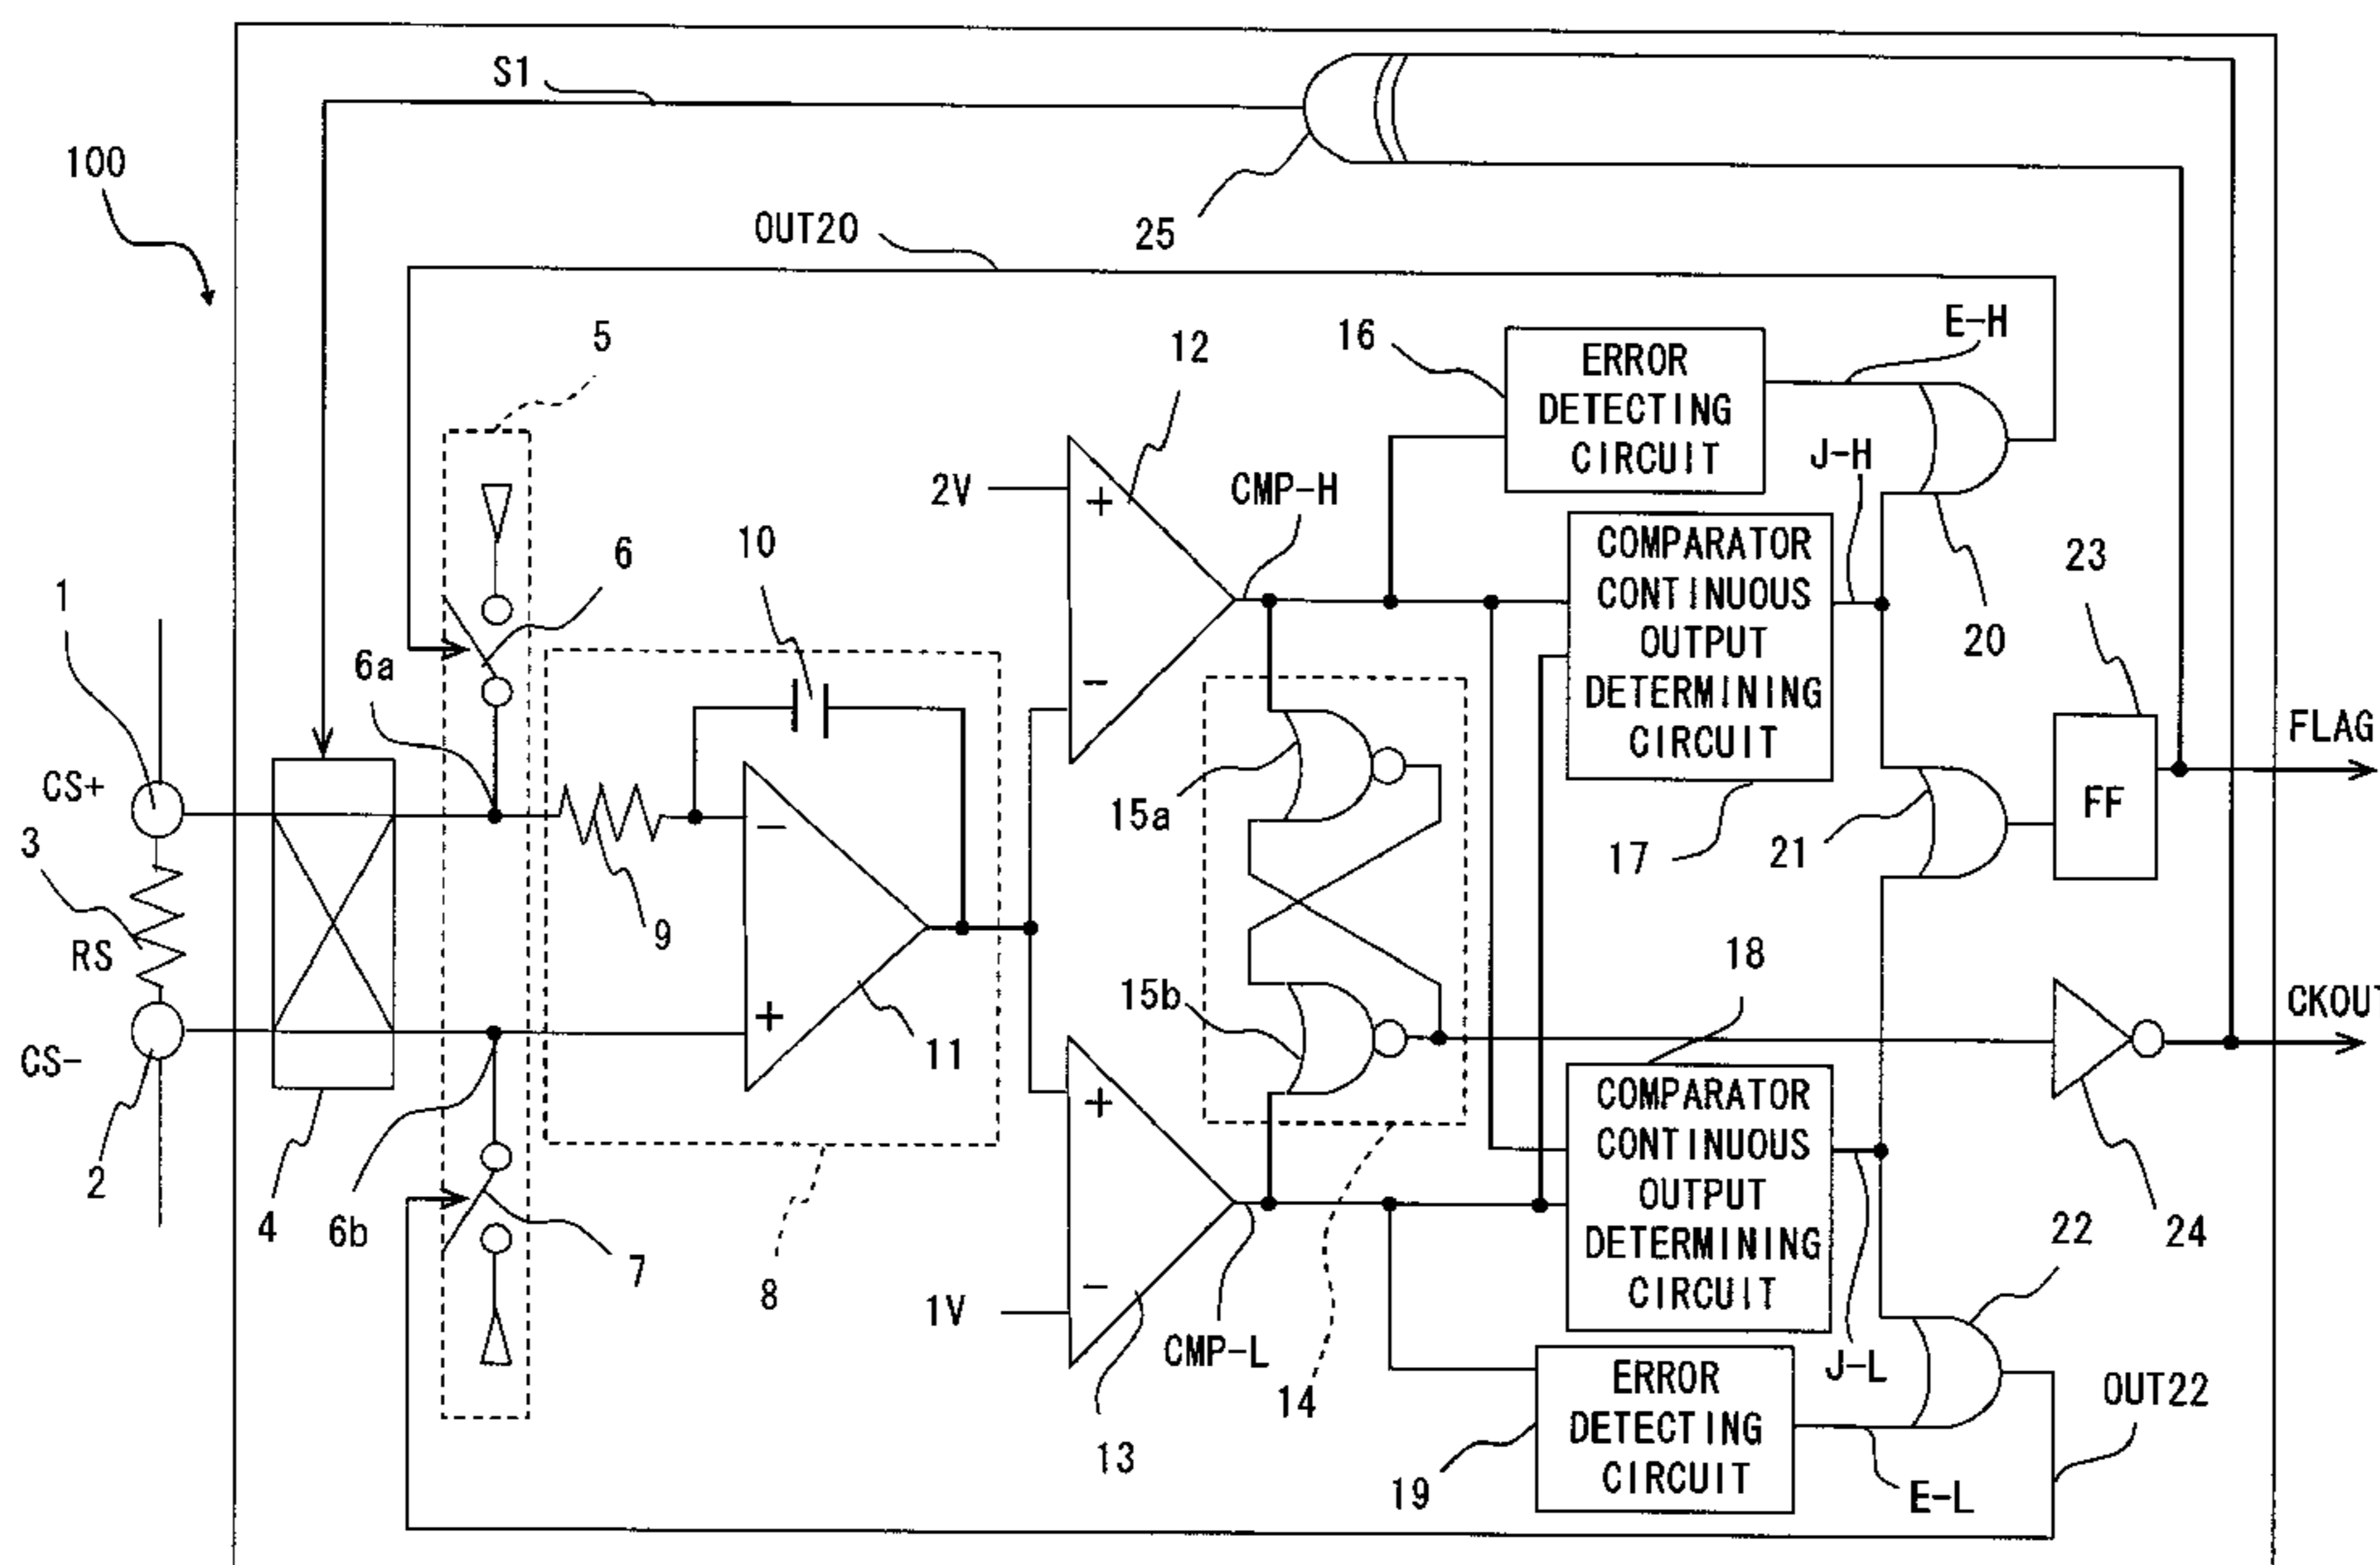 S1
100
25
OUT20
5
16
ERROR
DETECTING
CIRCUIT
E-H
12
J-H
2V
+
-
CMP-H
COMPARATOR
CONTINUOUS
OUTPUT
DETERMINING
CIRCUIT
6
10
23
1
6a
20
FLAG
CS+
3
RS
-
+
9
11
15a
17
21
FF
18
15b
CKOUT
CS-
2
4
6b
7
8
+
-
1V
13
CMP-L
14
COMPARATOR
CONTINUOUS
OUTPUT
DETERMINING
CIRCUIT
24
22
J-L
OUT22
19
ERROR
DETECTING
CIRCUIT
E-L